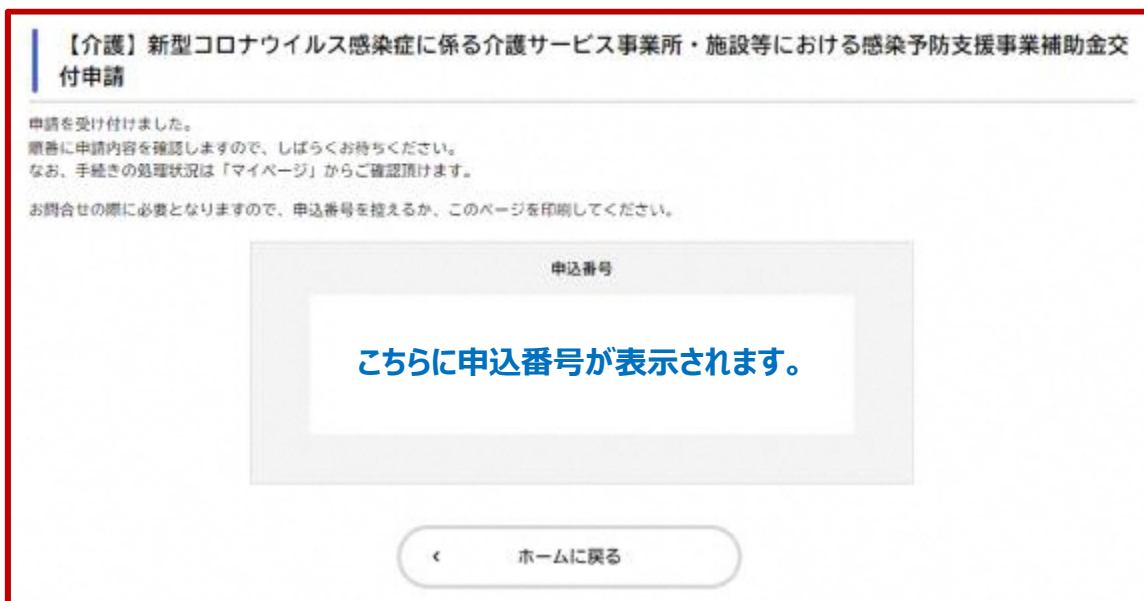 【介護】新型コロナウイルス感染症に係る介護サービス事業所・施設等における感染予防支援事業補助金交
付申請
申請を受け付けました。
順番に申請内容を確認しますので、しばらくお待ちください。
なお、手続きの処理状況は「マイページ」からご確認頂けます。
お問合せの際に必要となりますので、申込番号を控えるか、このページを印刷してください。
申込番号
こちらに申込番号が表示されます。
‹ ホームに戻る